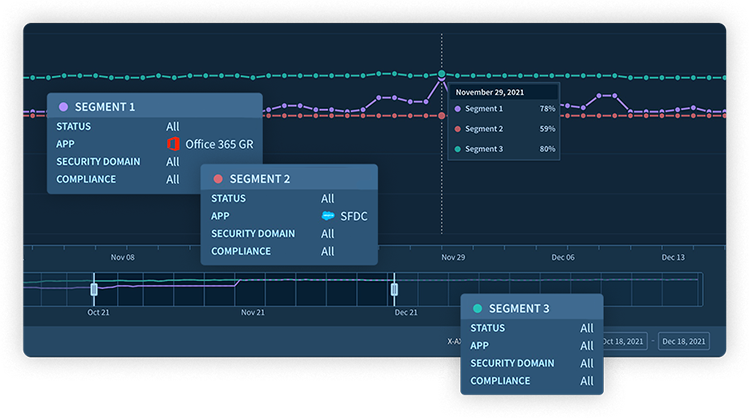 November 29, 2021
Segment 1 78%
Segment 2 59%
Segment 3 80%
SEGMENT 1
STATUS All
APP Office 365 GR
SECURITY DOMAIN All
COMPLIANCE All
SEGMENT 2
STATUS All
APP SFDC
SECURITY DOMAIN All
COMPLIANCE All
Nov 08 Nov 29 Dec 06 Dec 13
Oct 21 Nov 21 Dec 21
SEGMENT 3
STATUS All
APP All
SECURITY DOMAIN All
COMPLIANCE All
Oct 18, 2021 - Dec 18, 2021